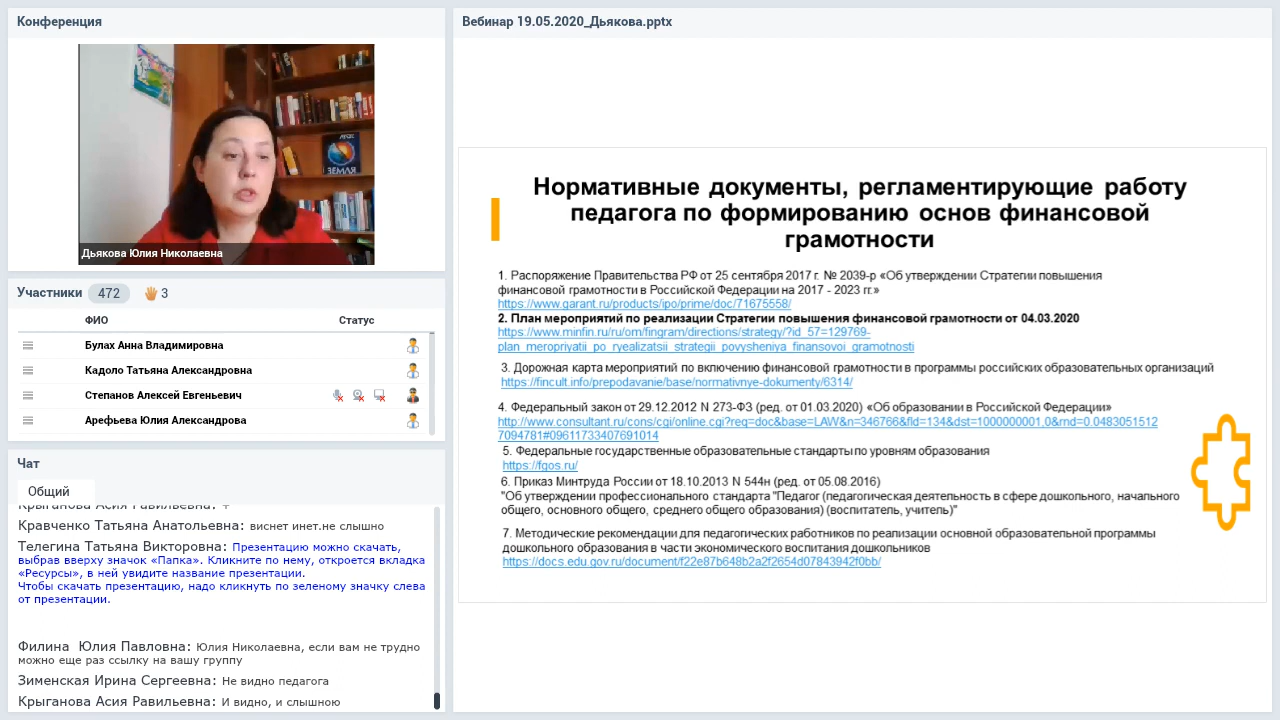 Конференция
ЗЕМЛЯ
Дьякова Юлия Николаевна
Участники 472 3
ФИО Статус
Булах Анна Владимировна
Кадоло Татьяна Александровна
Степанов Алексей Евгеньевич
Арефьева Юлия Александрова
Чат
Общий
Крыганова Асия Равильевна: +
Кравченко Татьяна Анатольевна: виснет инет.не слышно
Телегина Татьяна Викторовна: Презентацию можно скачать,
выбрав вверху значок «Папка». Кликните по нему, откроется вкладка
«Ресурсы», в ней увидите название презентации.
Чтобы скачать презентацию, надо кликнуть по зеленому значку слева
от презентации.
Филина Юлия Павловна: Юлия Николаевна, если вам не трудно
можно еще раз ссылку на вашу группу
Зименская Ирина Сергеевна: Не видно педагога
Крыганова Асия Равильевна: И видно, и слышною
Вебинар 19.05.2020_Дьякова.pptx
Нормативные документы, регламентирующие работу
педагога по формированию основ финансовой
грамотности
1. Распоряжение Правительства РФ от 25 сентября 2017 г. № 2039-р «Об утверждении Стратегии повышения
финансовой грамотности в Российской Федерации на 2017 - 2023 гг.»
https://www.garant.ru/products/ipo/prime/doc/71675558/
2. План мероприятий по реализации Стратегии повышения финансовой грамотности от 04.03.2020
https://www.minfin.ru/ru/om/fingram/directions/strategy/?id_57=129769-
plan_meropriyatii_po_ryealizatsii_strategii_povysheniya_finansovoi_gramotnosti
3. Дорожная карта мероприятий по включению финансовой грамотности в программы российских образовательных организаций
https://fincult.info/prepodavanie/base/normativnye-dokumenty/6314/
4. Федеральный закон от 29.12.2012 N 273-ФЗ (ред. от 01.03.2020) «Об образовании в Российской Федерации»
http://www.consultant.ru/cons/cgi/online.cgi?req=doc&base=LAW&n=346766&fld=134&dst=1000000001,0&rnd=0.0483051512
7094781#09611733407691014
5. Федеральные государственные образовательные стандарты по уровням образования
https://fgos.ru/
6. Приказ Минтруда России от 18.10.2013 N 544н (ред. от 05.08.2016)
"Об утверждении профессионального стандарта "Педагог (педагогическая деятельность в сфере дошкольного, начального
общего, основного общего, среднего общего образования) (воспитатель, учитель)"
7. Методические рекомендации для педагогических работников по реализации основной образовательной программы
дошкольного образования в части экономического воспитания дошкольников
https://docs.edu.gov.ru/document/f22e87b648b2a2f2654d07843942f0bb/